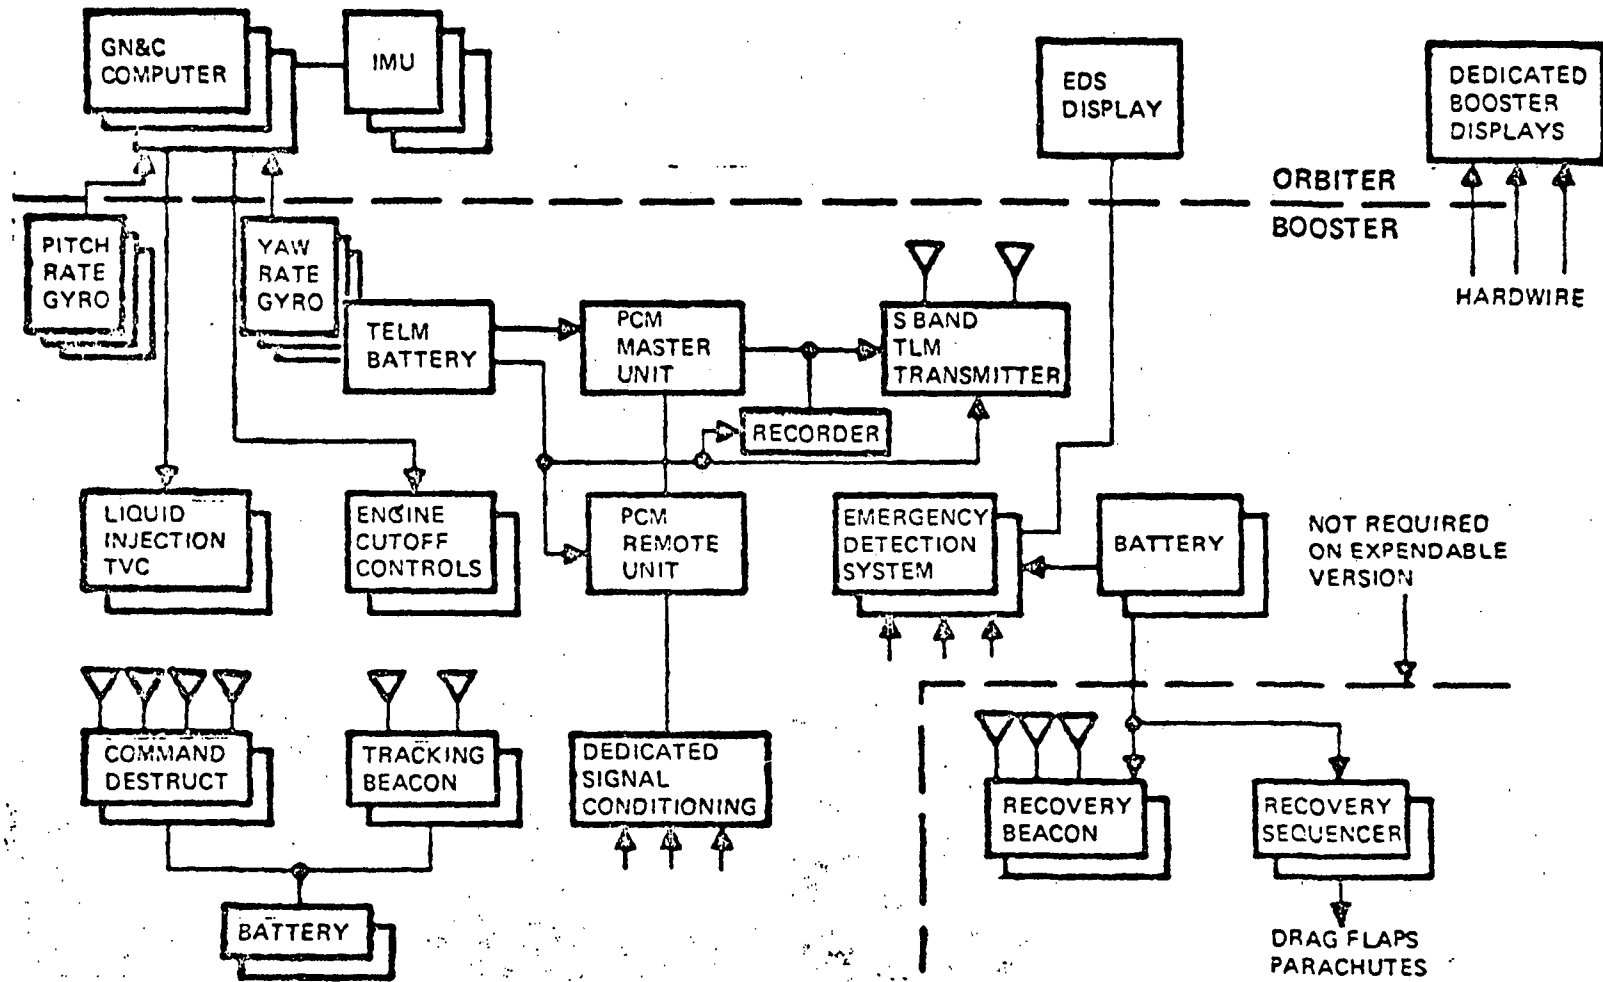 GN&C
COMPUTER
IMU
EDS
DISPLAY
DEDICATED
BOOSTER
DISPLAYS
ORBITER
BOOSTER
HARDWIRE
PITCH
RATE
GYRO
YAW
RATE
GYRO
TELM
BATTERY
PCM
MASTER
UNIT
S BAND
TLM
TRANSMITTER
RECORDER
LIQUID
INJECTION
TVC
ENGINE
CUTOFF
CONTROLS
PCM
REMOTE
UNIT
EMERGENCY
DETECTION
SYSTEM
BATTERY
NOT REQUIRED
ON EXPENDABLE
VERSION
COMMAND
DESTRUCT
TRACKING
BEACON
DEDICATED
SIGNAL
CONDITIONING
RECOVERY
BEACON
RECOVERY
SEQUENCER
BATTERY
DRAG FLAPS
PARACHUTES